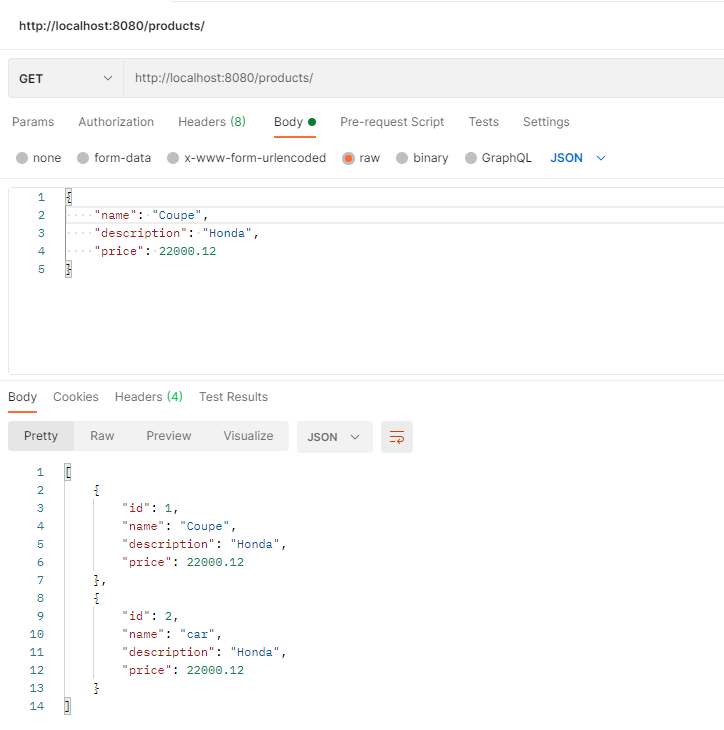 http://localhost:8080/products/
GET http://localhost:8080/products/
Params Authorization Headers (8) Body Pre-request Script Tests Settings
none form-data x-www-form-urlencoded raw binary GraphQL JSON
1 {
2 "name": "Coupe",
3 "description": "Honda",
4 "price": 22000.12
5 }
Body Cookies Headers (4) Test Results
Pretty Raw Preview Visualize JSON
1 [
2 {
3 "id": 1,
4 "name": "Coupe",
5 "description": "Honda",
6 "price": 22000.12
7 },
8 {
9 "id": 2,
10 "name": "car",
11 "description": "Honda",
12 "price": 22000.12
13 }
14 ]